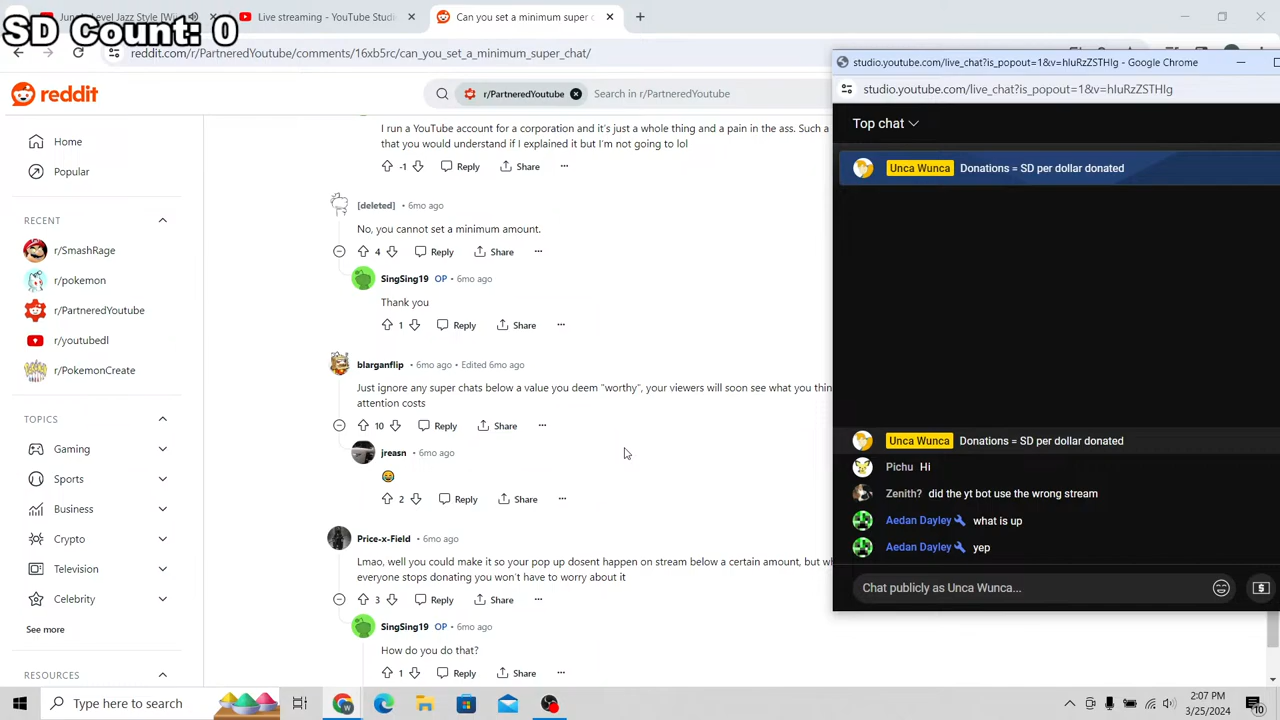 SD Count: 0
Jungle Level Jazz Style [Wi
Live streaming - YouTube Studi
Can you set a minimum super c
reddit.com/r/PartneredYoutube/comments/16xb5rc/can_you_set_a_minimum_super_chat/
reddit
r/PartneredYoutube
Search in r/PartneredYoutube
Home
Popular
RECENT
r/SmashRage
r/pokemon
r/PartneredYoutube
r/youtubedl
r/PokemonCreate
TOPICS
Gaming
Sports
Business
Crypto
Television
Celebrity
See more
RESOURCES
I run a YouTube account for a corporation and it's just a whole thing and a pain in the ass. Such a
that you would understand if I explained it but I'm not going to lol
-1 Reply Share ...
[deleted] • 6mo ago
No, you cannot set a minimum amount.
4 Reply Share ...
SingSing19 OP • 6mo ago
Thank you
1 Reply Share ...
blarganflip • 6mo ago • Edited 6mo ago
Just ignore any super chats below a value you deem "worthy", your viewers will soon see what you thin
attention costs
10 Reply Share ...
jreasn • 6mo ago
2 Reply Share ...
Price-x-Field • 6mo ago
Lmao, well you could make it so your pop up dosent happen on stream below a certain amount, but wh
everyone stops donating you won't have to worry about it
3 Reply Share ...
SingSing19 OP • 6mo ago
How do you do that?
1 Reply Share ...
studio.youtube.com/live_chat?is_popout=1&v=hIuRzZSTHIg - Google Chrome
studio.youtube.com/live_chat?is_popout=1&v=hIuRzZSTHIg
Top chat
Unca Wunca Donations = SD per dollar donated
Unca Wunca Donations = SD per dollar donated
Pichu Hi
Zenith? did the yt bot use the wrong stream
Aedan Dayley what is up
Aedan Dayley yep
Chat publicly as Unca Wunca...
Type here to search
2:07 PM
3/25/2024
10